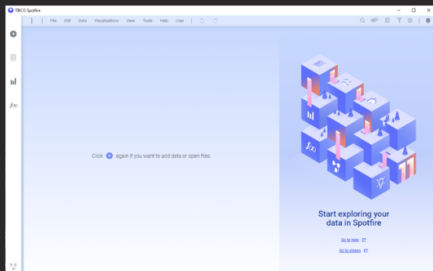 TIBCO Spotfire
File Edit Data Visualizations View Tools Help User
Click + again if you want to add data or open files.
f(x)
Start exploring your
data in Spotfire
Go to help
Go to videos